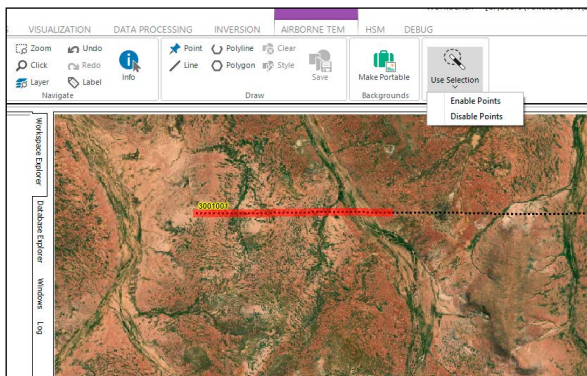 VISUALIZATION DATA PROCESSING INVERSION AIRBORNE TEM HSM DEBUG
Zoom Undo Point Polyline Clear
Click Redo Info Line Polygon Style Save Make Portable Use Selection
Layer Label
Navigate Draw Backgrounds
Enable Points
Disable Points
Workspace Explorer
Database Explorer
Windows
Log
3001001